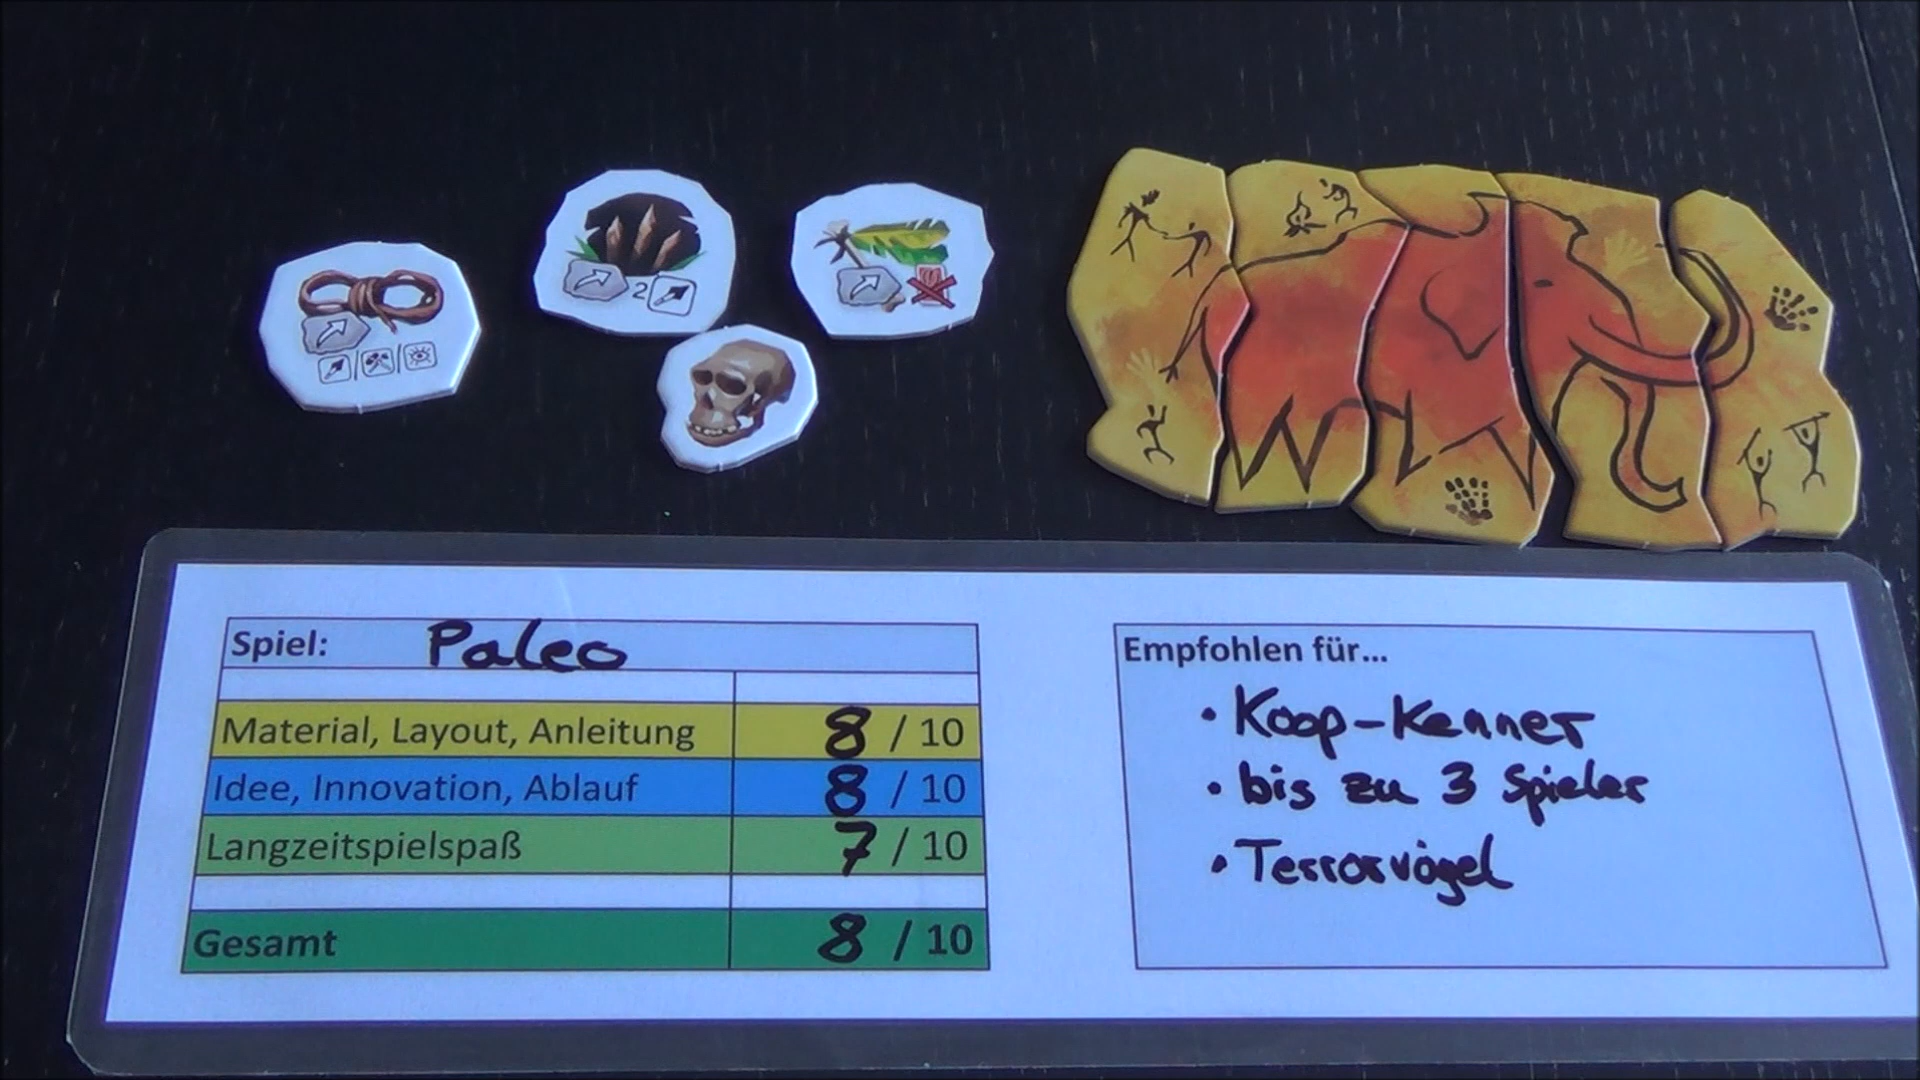 2
Spiel: Paleo
Material, Layout, Anleitung 8 / 10
Idee, Innovation, Ablauf 8 / 10
Langzeitspielspaß 7 / 10
Gesamt 8 / 10
Empfohlen für...
• Koop-Kenner
• bis zu 3 Spieler
• Terrorvögel